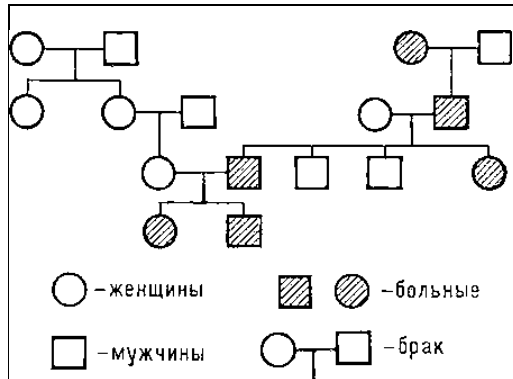 –женщины
–больные
–мужчины
–брак